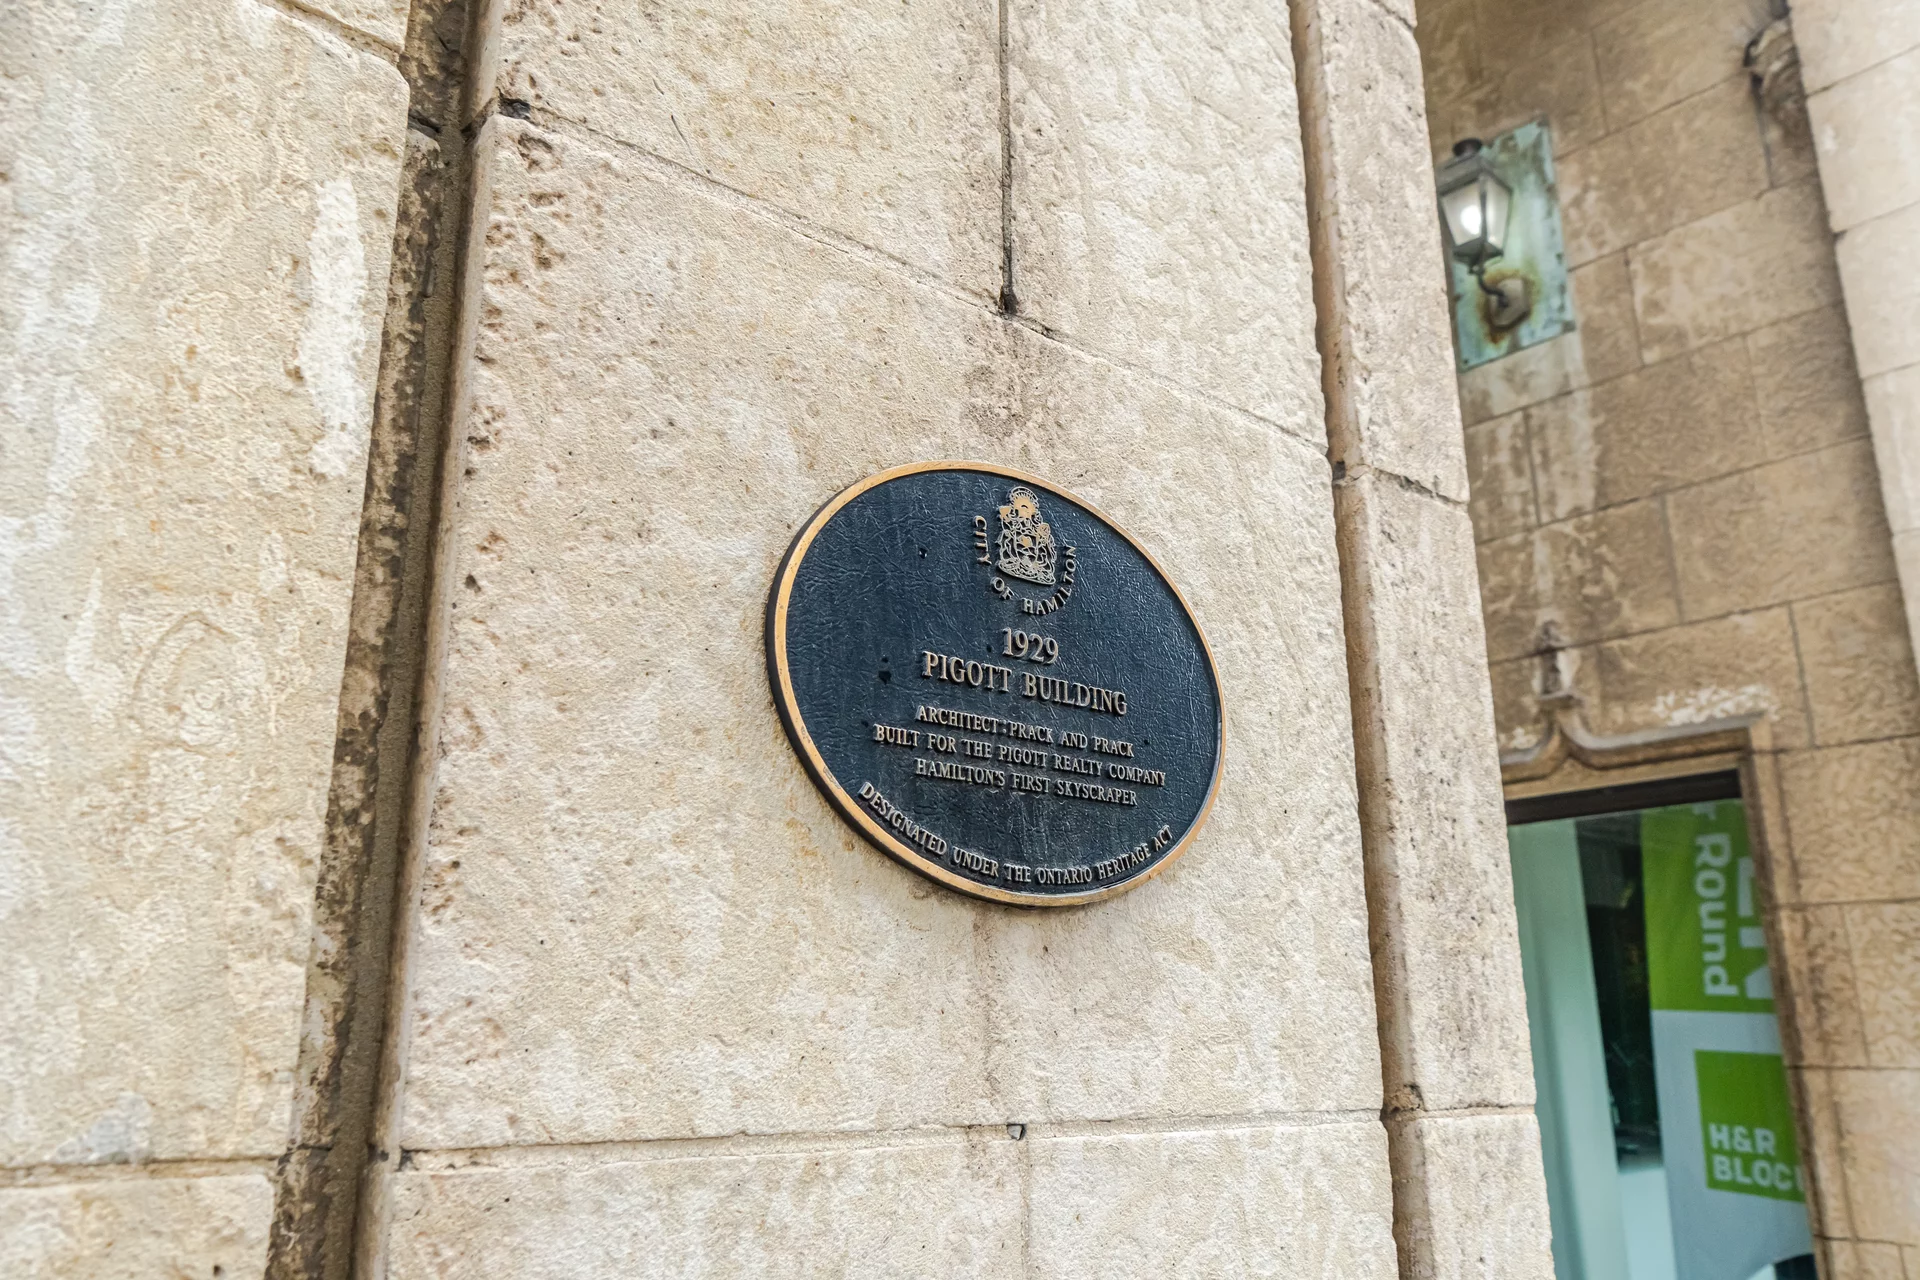 CITY OF HAMILTON
1929
PIGOTT BUILDING
ARCHITECT:PRACK AND PRACK
BUILT FOR THE PIGOTT REALTY COMPANY
HAMILTON'S FIRST SKYSCRAPER
DESIGNATED UNDER THE ONTARIO HERITAGE ACT
Round
H&R
BLOC